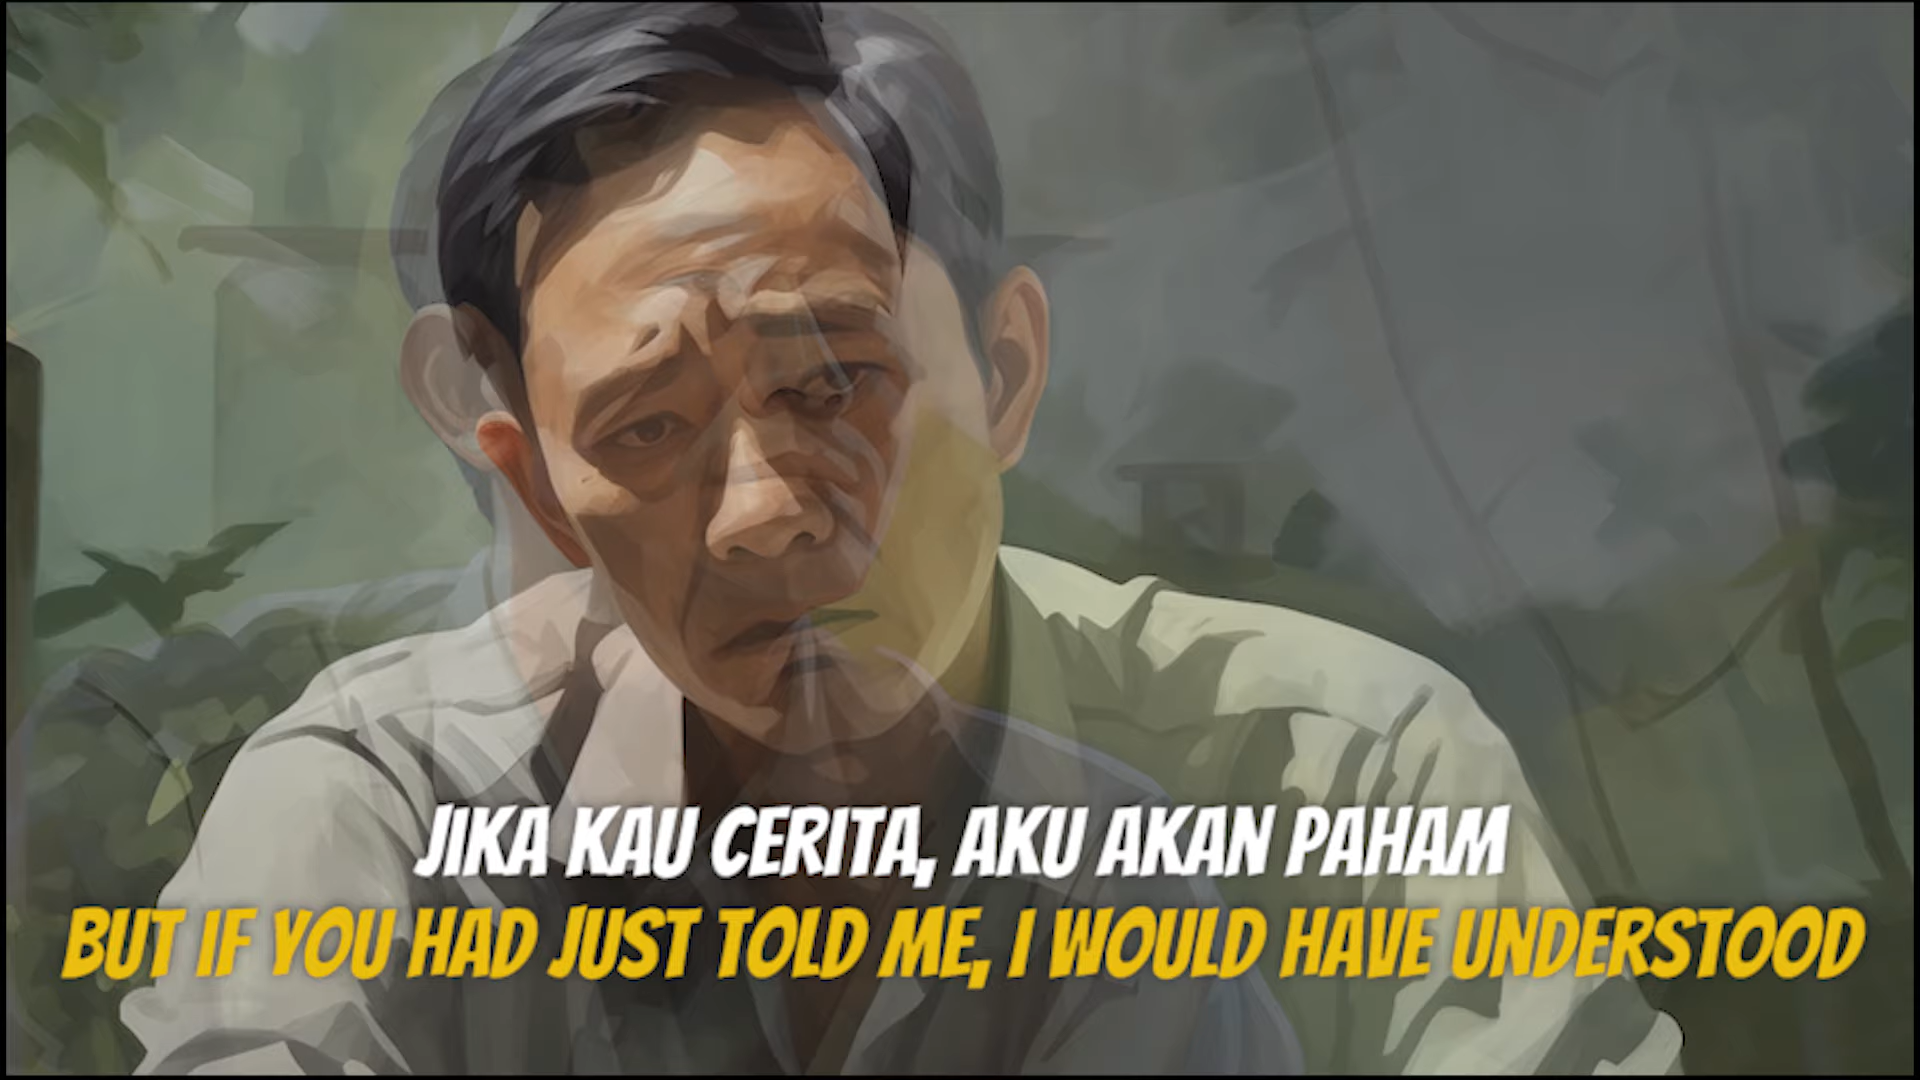 JIKA KAU CERITA, AKU AKAN PAHAM
BUT IF YOU HAD JUST TOLD ME, I WOULD HAVE UNDERSTOOD